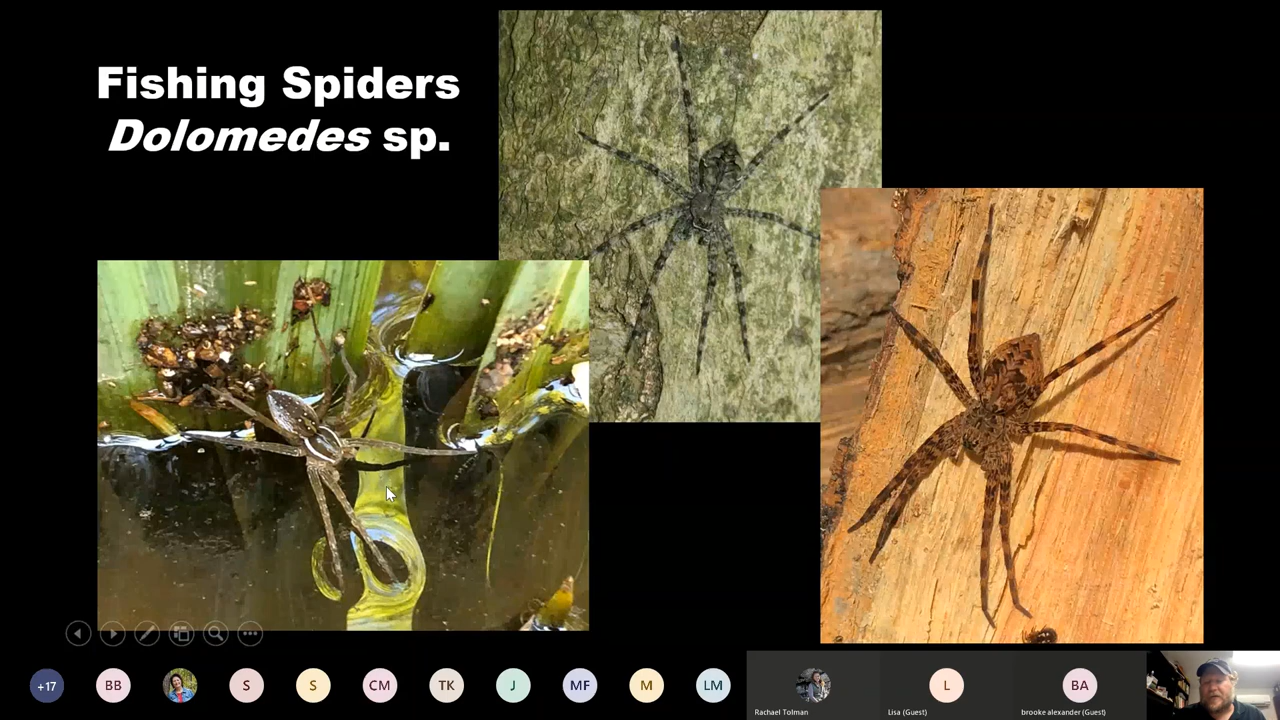 Fishing Spiders
Dolomedes sp.
+17
BB
S
S
CM
TK
J
MF
M
LM
L
BA
Rachael Tolman
Lisa (Guest)
brooke alexander (Guest)